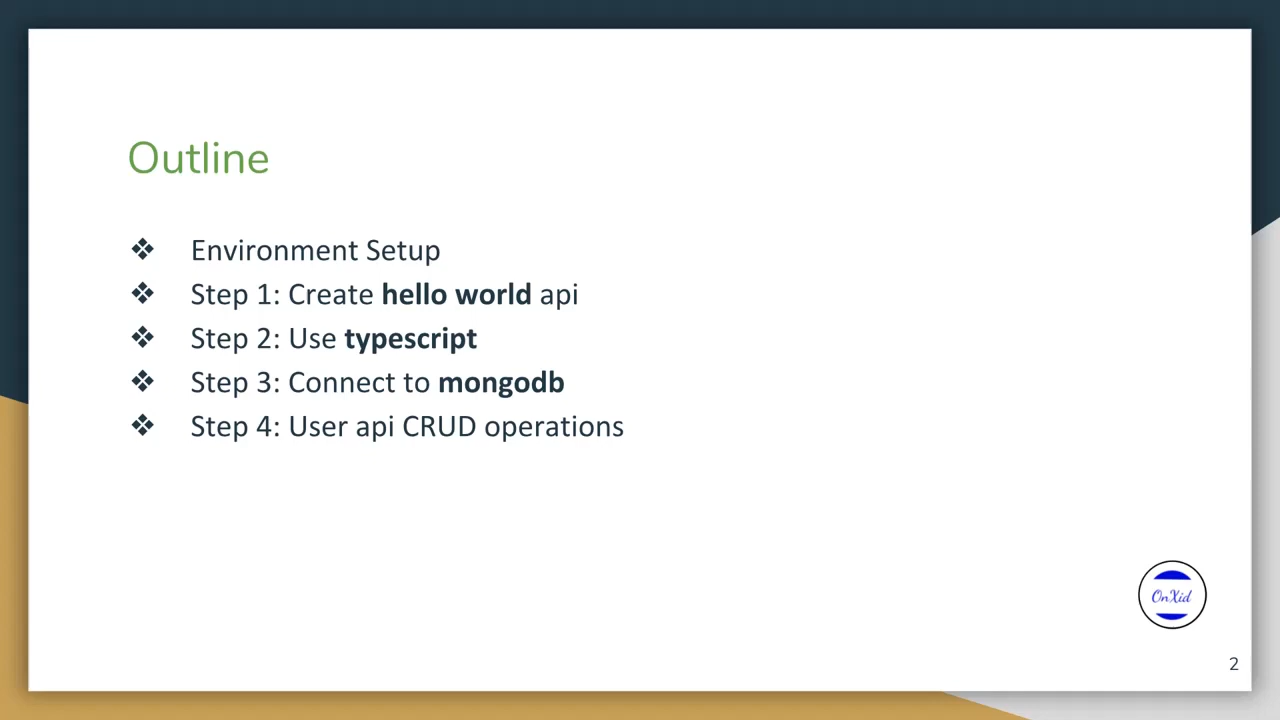 Outline
❖ Environment Setup
❖ Step 1: Create hello world api
❖ Step 2: Use typescript
❖ Step 3: Connect to mongodb
❖ Step 4: User api CRUD operations
OnXid
2